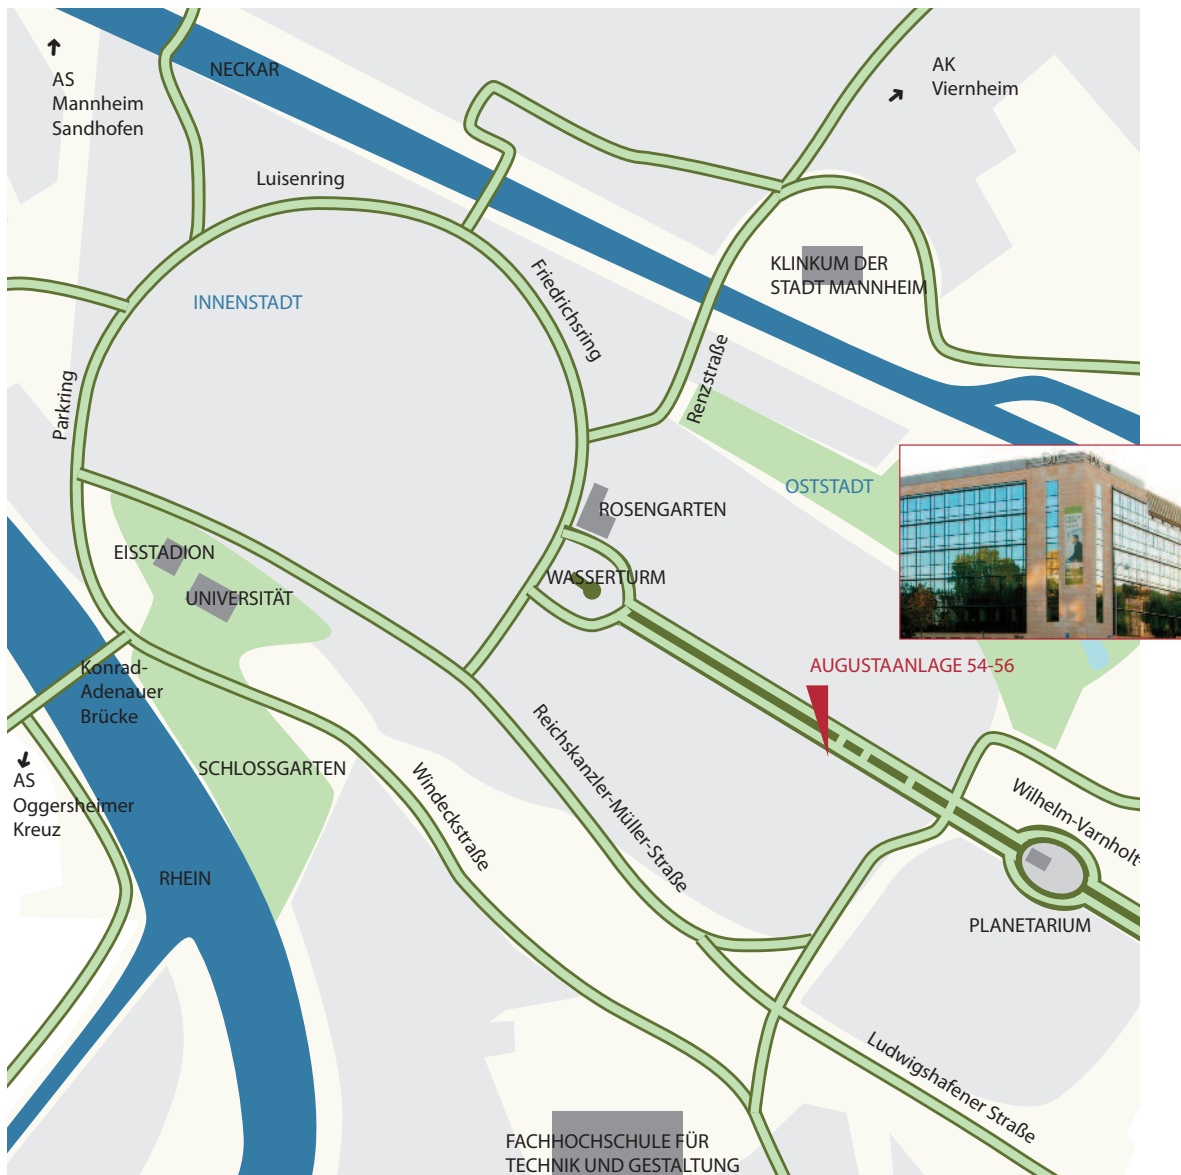 NECKAR
AS
Mannheim
Sandhofen
AK
Viernheim
Luisenring
KLINKUM DER
STADT MANNHEIM
Friedrichsring
INNENSTADT
Renzstraße
Parkring
OSTSTADT
ROSENGARTEN
EISSTADION
WASSERTURM
UNIVERSITÄT
AUGUSTAANLAGE 54-56
Konrad-
Adenauer
Brücke
SCHLOSSGARTEN
AS
Oggersheimer
Kreuz
Windeckstraße
Reichskanzler-Müller-Straße
Wilhelm-Varnholt-
RHEIN
PLANETARIUM
Ludwigshafener Straße
FACHHOCHSCHULE FÜR
TECHNIK UND GESTALTUNG